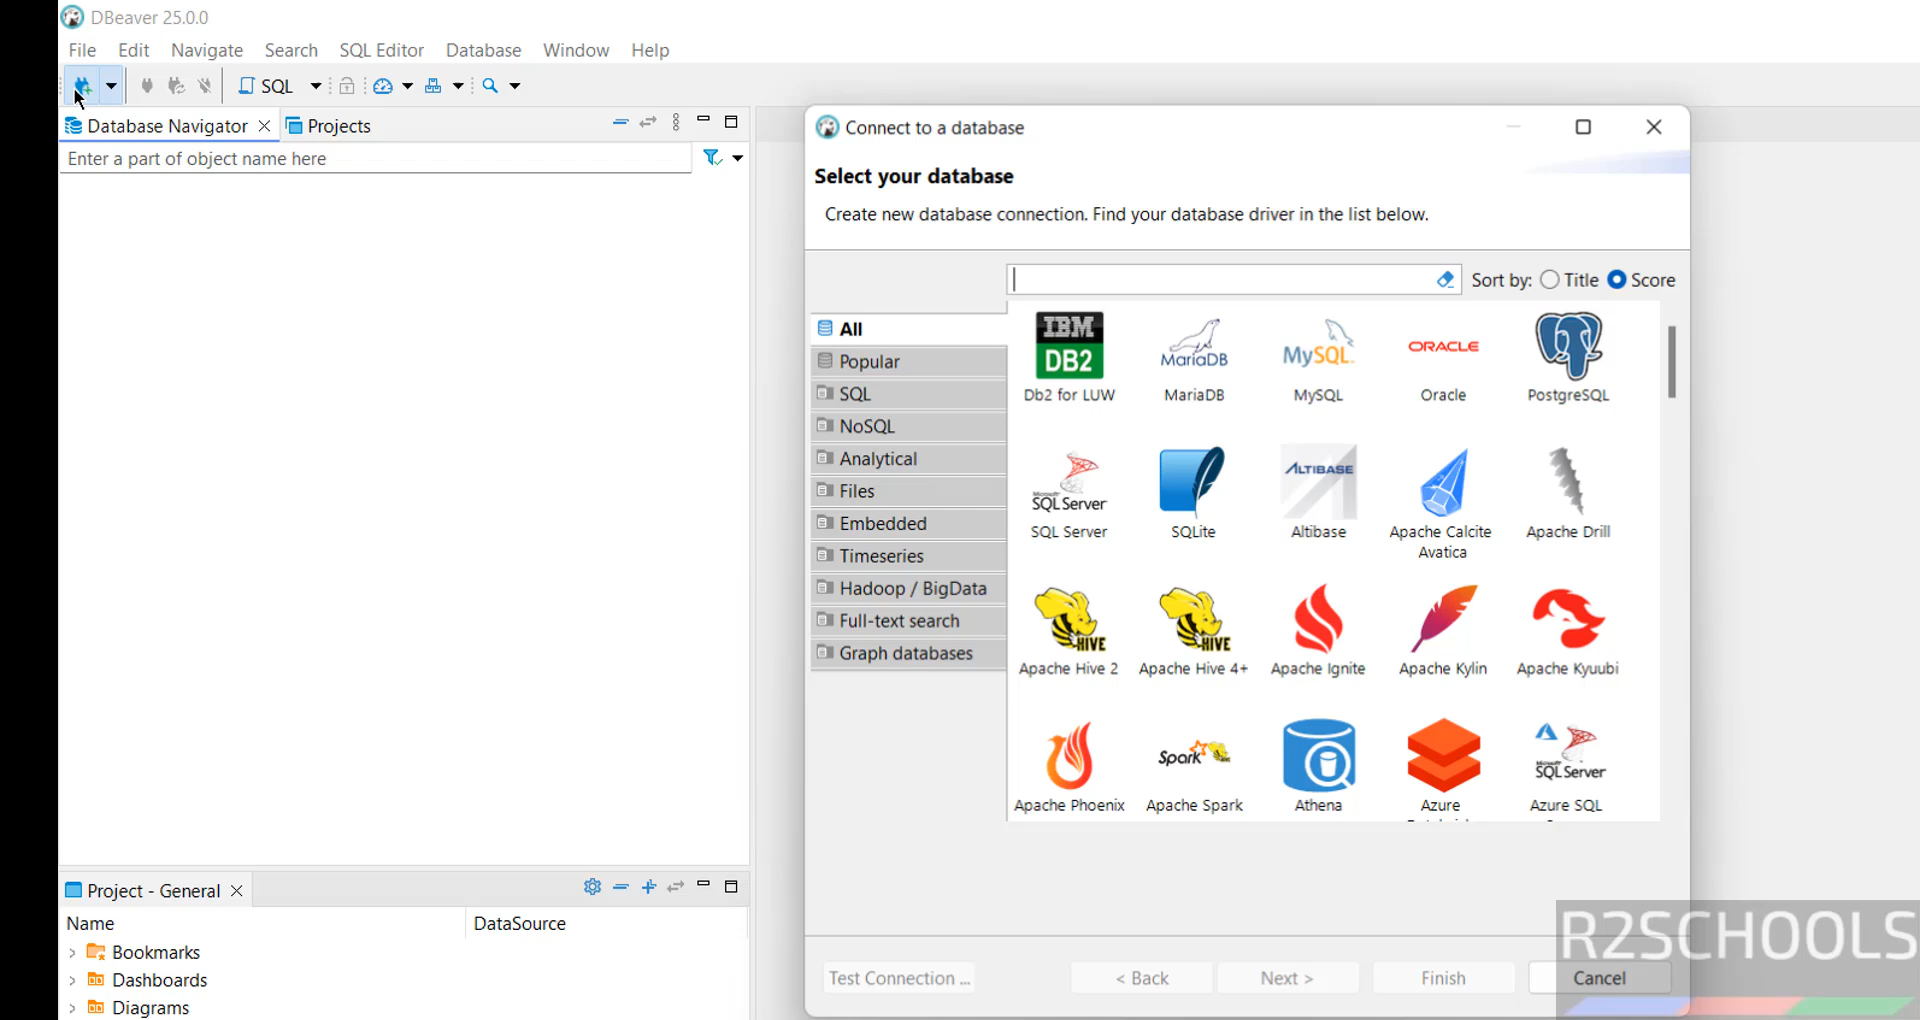 DBeaver 25.0.0
File Edit Navigate Search SQL Editor Database Window Help
SQL
Database Navigator Projects
Enter a part of object name here
Connect to a database
Select your database
Create new database connection. Find your database driver in the list below.
Sort by: Title Score
All
Popular
SQL
NoSQL
Analytical
Files
Embedded
Timeseries
Hadoop / BigData
Full-text search
Graph databases
IBM
DB2
MariaDB
MySQL
ORACLE
Db2 for LUW MariaDB MySQL Oracle PostgreSQL
Microsoft
SQL Server
ALTIBASE
SQL Server SQLite Altibase Apache Calcite
Avatica
Apache Drill
HIVE HIVE
Apache Hive 2 Apache Hive 4+ Apache Ignite Apache Kylin Apache Kyuubi
Spark
Microsoft
SQL Server
Apache Phoenix Apache Spark Athena Azure Azure SQL
Test Connection ... < Back Next > Finish Cancel
Project - General
Name DataSource
Bookmarks
Dashboards
Diagrams
R2SCHOOLS